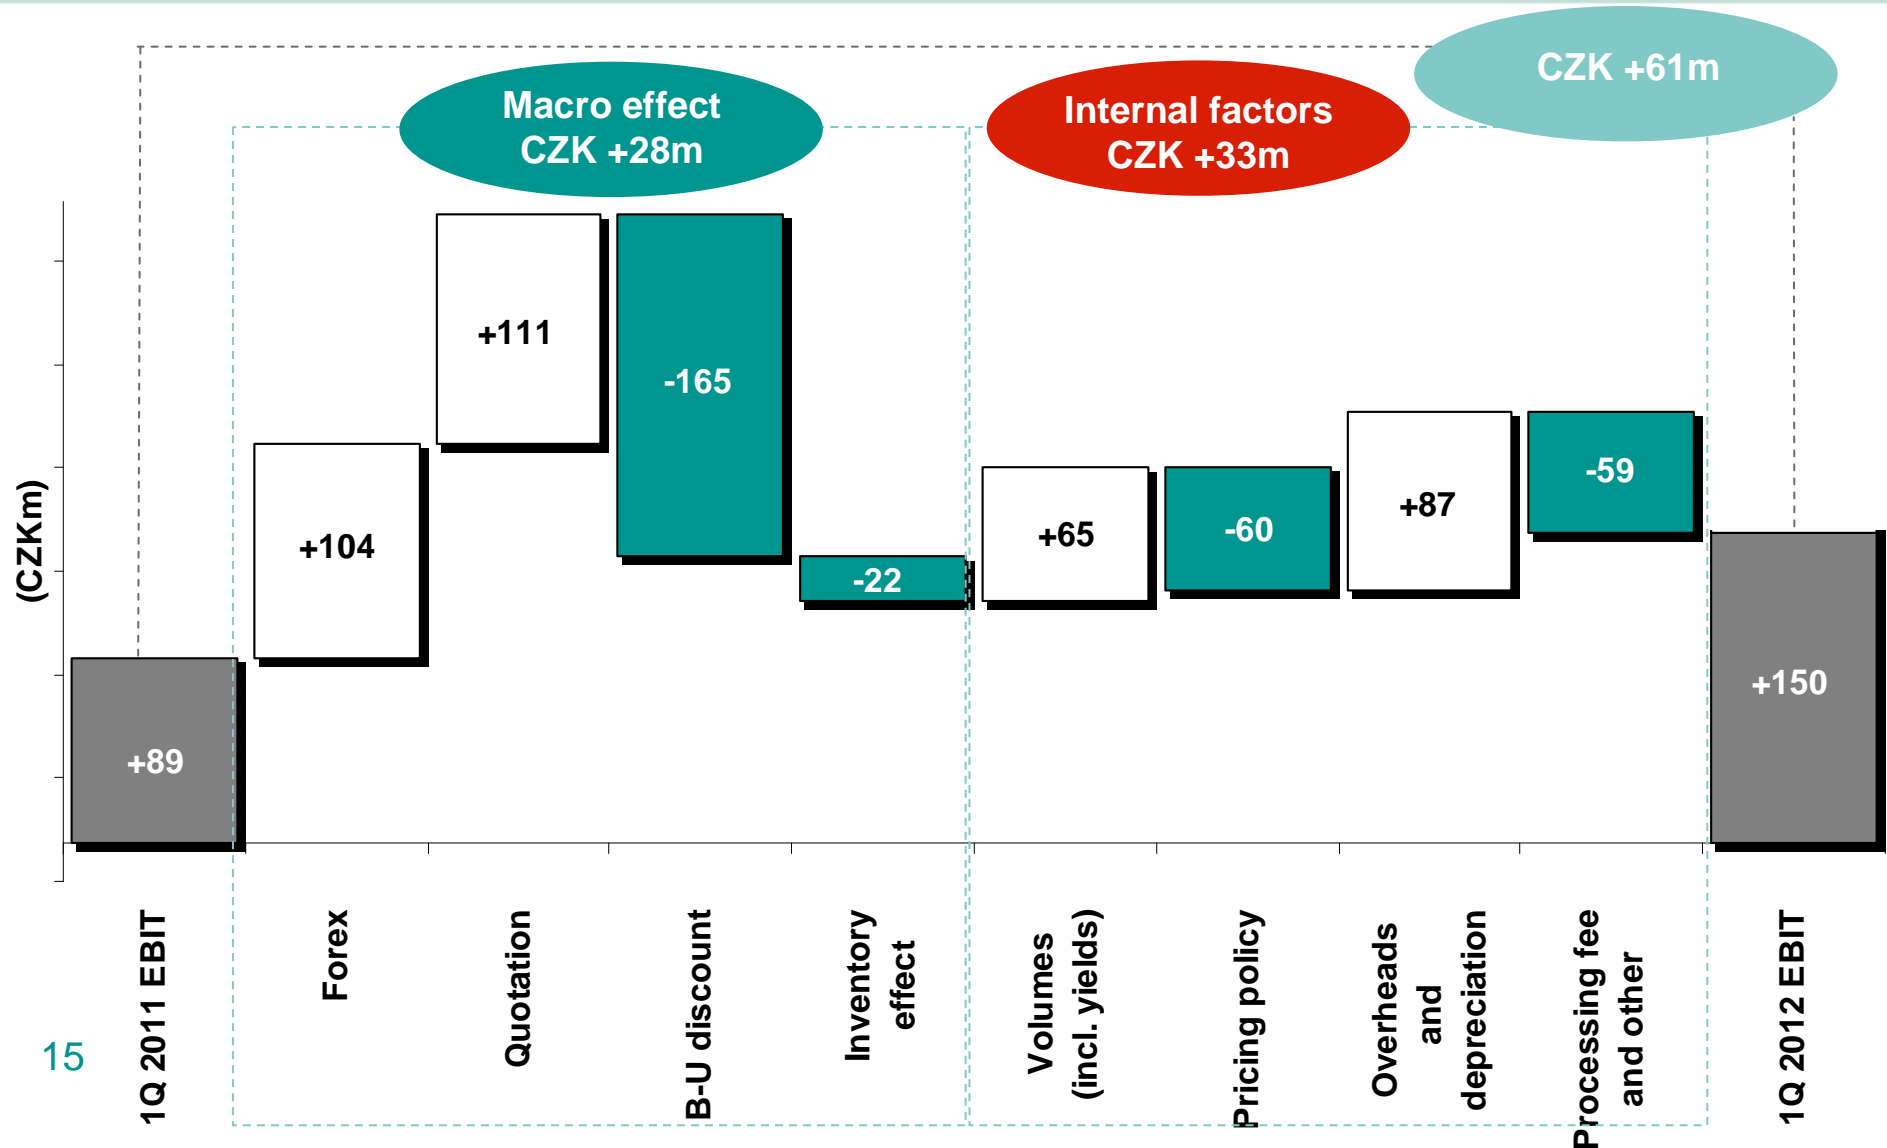 CZK +61m
Macro effect
CZK +28m
Internal factors
CZK +33m
(CZKm)
+89
+104
+111
-165
-22
+65
-60
+87
-59
+150
1Q 2011 EBIT
Forex
Quotation
B-U discount
Inventory
effect
Volumes
(incl. yields)
Pricing policy
Overheads
and
depreciation
Processing fee
and other
1Q 2012 EBIT
15